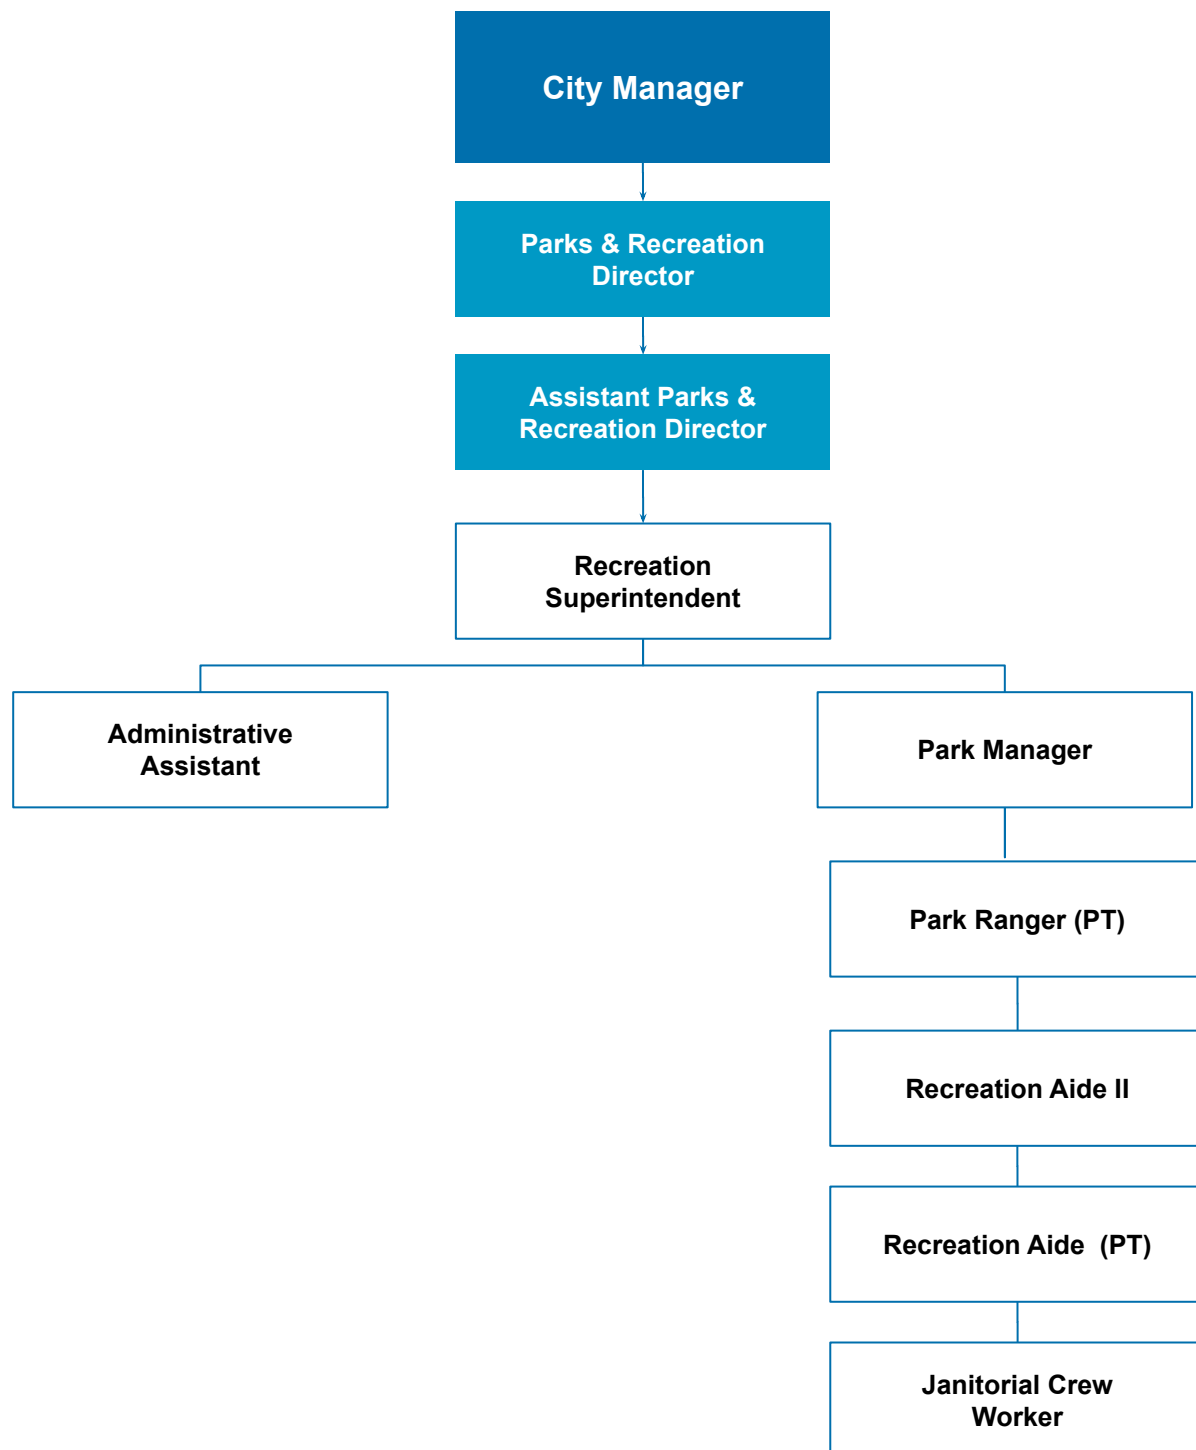 City Manager
Parks & Recreation
Director
Assistant Parks &
Recreation Director
Recreation
Superintendent
Administrative
Assistant
Park Manager
Park Ranger (PT)
Recreation Aide II
Recreation Aide  (PT)
Janitorial Crew
Worker